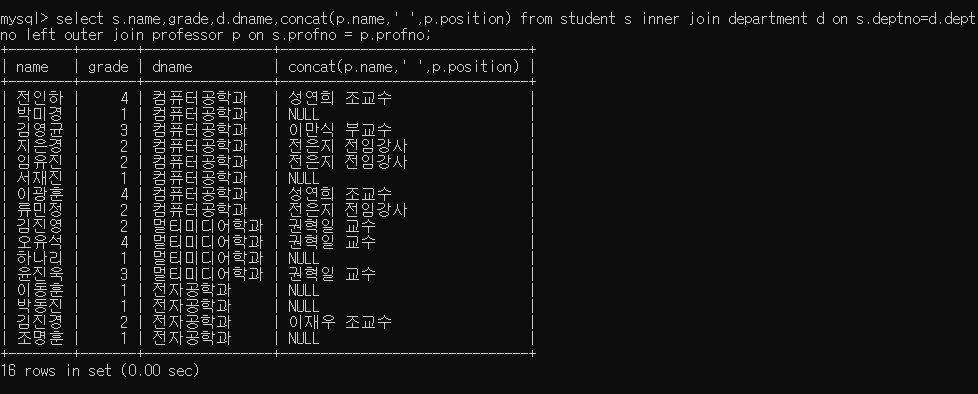 mysql> select s.name,grade,d.dname,concat(p.name,' ',p.position) from student s inner join department d on s.deptno=d.dept
no left outer join professor p on s.profno = p.profno;
+--------+-------+----------------+-------------------------------+
| name | grade | dname | concat(p.name,' ',p.position) |
+--------+-------+----------------+-------------------------------+
| 전인하 | 4 | 컴퓨터공학과 | 성연희 조교수 |
| 박미경 | 1 | 컴퓨터공학과 | NULL |
| 김영균 | 3 | 컴퓨터공학과 | 이만식 부교수 |
| 지은경 | 2 | 컴퓨터공학과 | 전은지 전임강사 |
| 임유진 | 2 | 컴퓨터공학과 | 전은지 전임강사 |
| 서재진 | 1 | 컴퓨터공학과 | NULL |
| 이광훈 | 4 | 컴퓨터공학과 | 성연희 조교수 |
| 류민정 | 2 | 컴퓨터공학과 | 전은지 전임강사 |
| 김진영 | 2 | 멀티미디어학과 | 권혁일 교수 |
| 오유석 | 4 | 멀티미디어학과 | 권혁일 교수 |
| 하나리 | 1 | 멀티미디어학과 | NULL |
| 윤진욱 | 3 | 멀티미디어학과 | 권혁일 교수 |
| 이동훈 | 1 | 전자공학과 | NULL |
| 박동진 | 1 | 전자공학과 | NULL |
| 김진경 | 2 | 전자공학과 | 이재우 조교수 |
| 조명훈 | 1 | 전자공학과 | NULL |
+--------+-------+----------------+-------------------------------+
16 rows in set (0.00 sec)